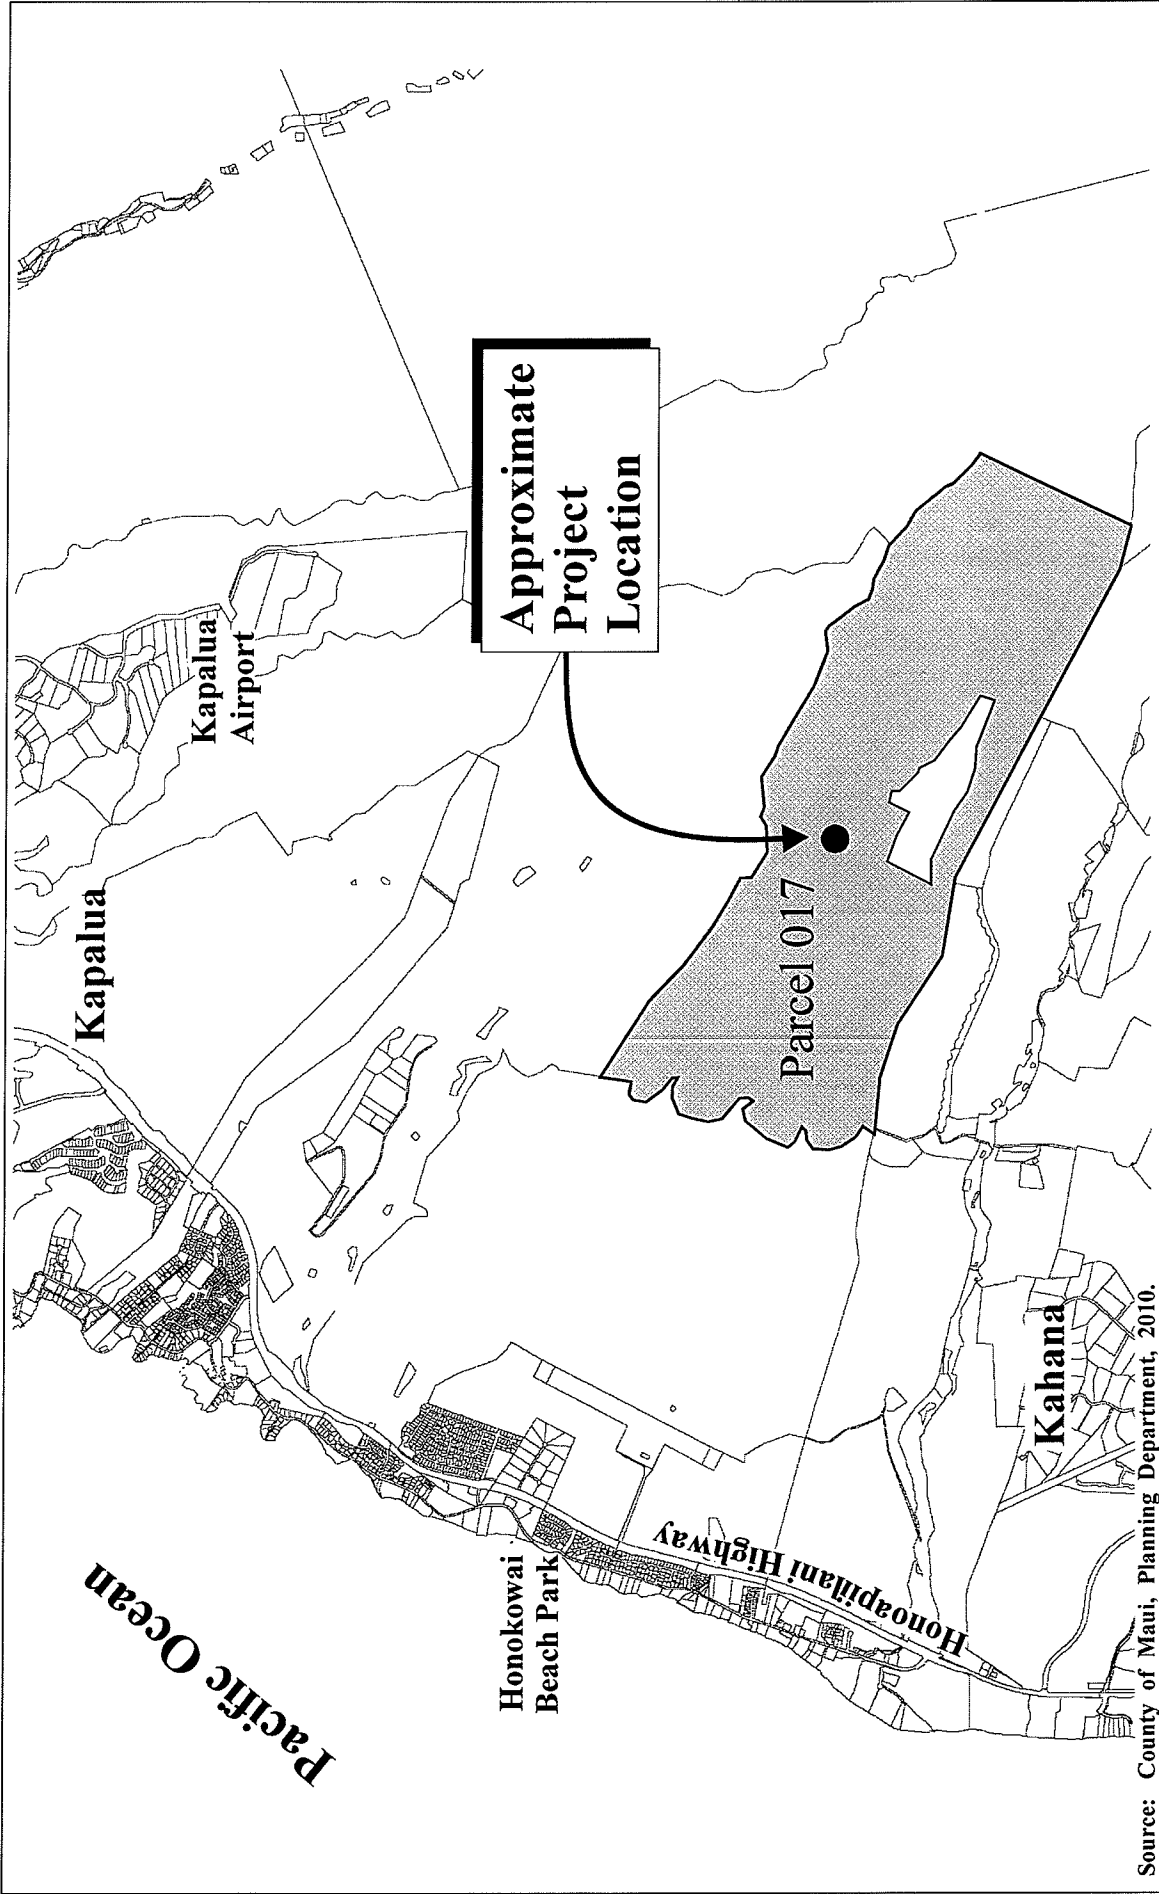 Pacific Ocean
Kapalua
Kapalua
Airport
Approximate
Project
Location
Honokowai
Beach Park
Parcel 017
Honoapiilani Highway
Kahana
Source: County of Maui, Planning Department, 2010.